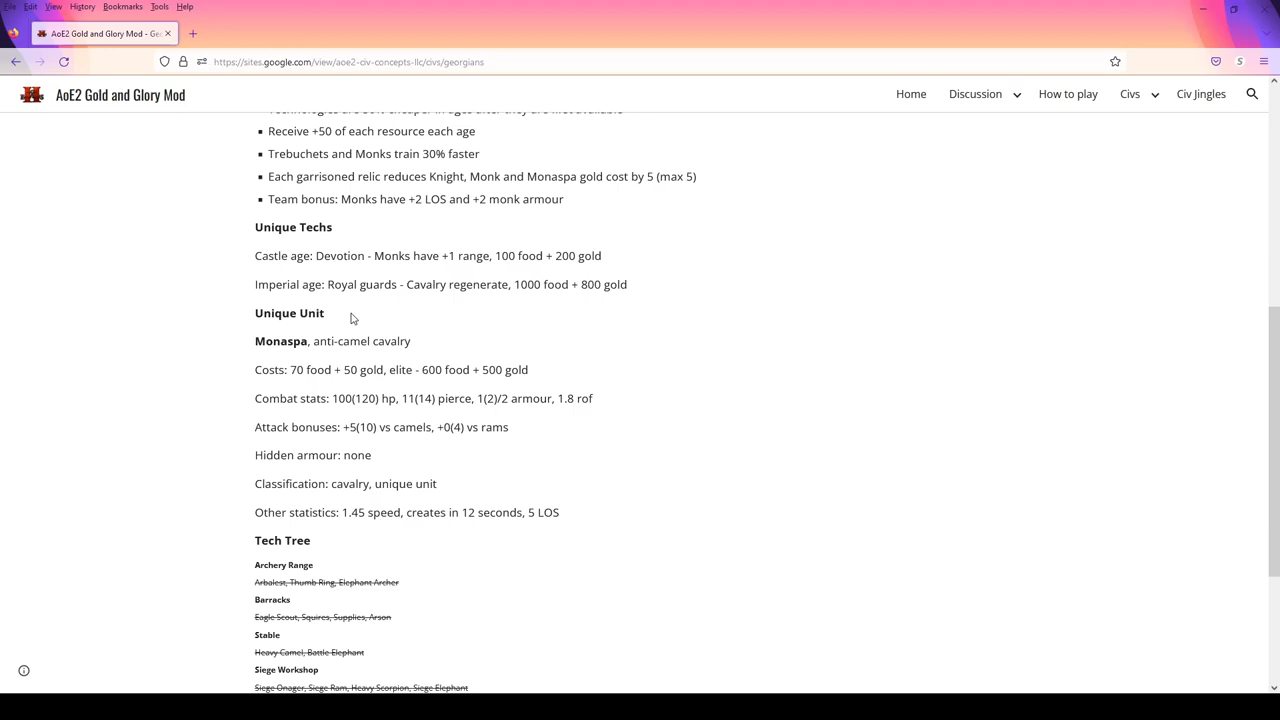 File Edit View History Bookmarks Tools Help
AoE2 Gold and Glory Mod - Geo
https://sites.google.com/view/aoe2-civ-concepts-llc/civs/georgians
AoE2 Gold and Glory Mod
Home Discussion How to play Civs Civ Jingles
Receive +50 of each resource each age
Trebuchets and Monks train 30% faster
Each garrisoned relic reduces Knight, Monk and Monaspa gold cost by 5 (max 5)
Team bonus: Monks have +2 LOS and +2 monk armour
Unique Techs
Castle age: Devotion - Monks have +1 range, 100 food + 200 gold
Imperial age: Royal guards - Cavalry regenerate, 1000 food + 800 gold
Unique Unit
Monaspa, anti-camel cavalry
Costs: 70 food + 50 gold, elite - 600 food + 500 gold
Combat stats: 100(120) hp, 11(14) pierce, 1(2)/2 armour, 1.8 rof
Attack bonuses: +5(10) vs camels, +0(4) vs rams
Hidden armour: none
Classification: cavalry, unique unit
Other statistics: 1.45 speed, creates in 12 seconds, 5 LOS
Tech Tree
Archery Range
Arbalest, Thumb Ring, Elephant Archer
Barracks
Eagle Scout, Squires, Supplies, Arson
Stable
Heavy Camel, Battle Elephant
Siege Workshop
Siege Onager, Siege Ram, Heavy Scorpion, Siege Elephant